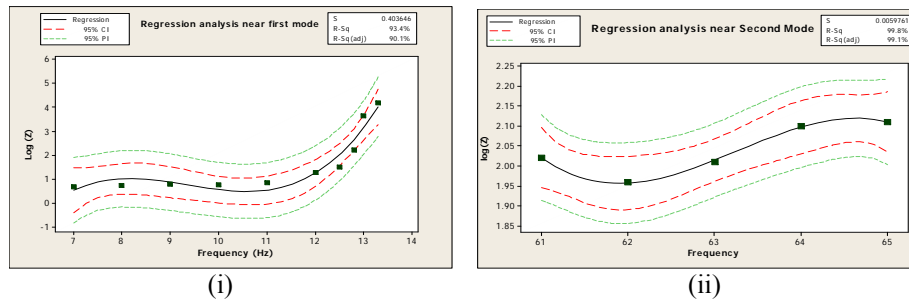 Regression
95% CI
95% PI
Regression analysis near first mode
S 0.403646
R-Sq 93.4%
R-Sq(adj) 90.1%
6
5
4
3
2
1
0
-1
Log (Z)
7 8 9 10 11 12 13 14
Frequency (Hz)
(i)
Regression
95% CI
95% PI
Regression analysis near Second Mode
S 0.0059761
R-Sq 99.8%
R-Sq(adj) 99.1%
2.25
2.20
2.15
2.10
2.05
2.00
1.95
1.90
1.85
log(Z)
61 62 63 64 65
Frequency
(ii)